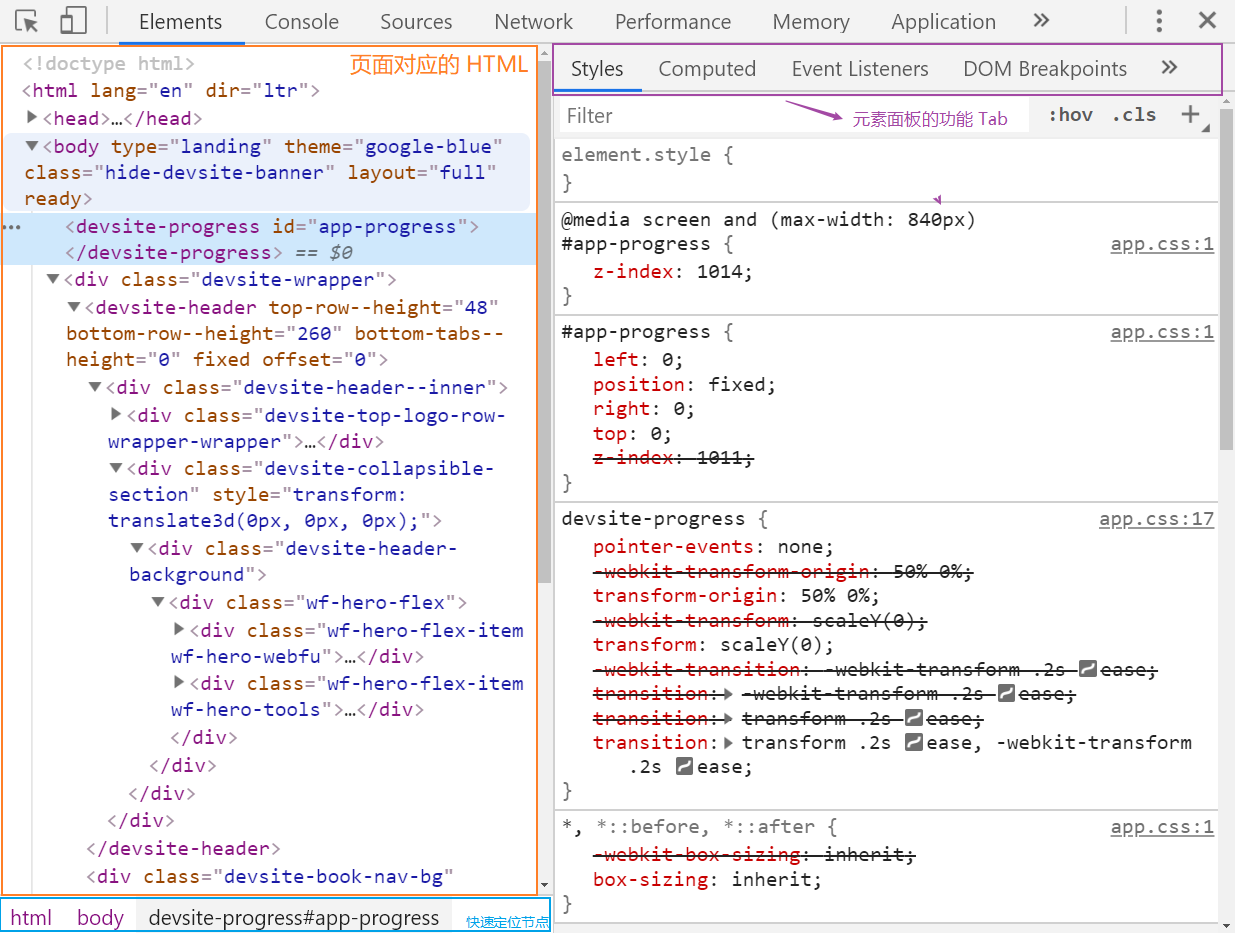 Elements Console Sources Network Performance Memory Application »
页面对应的 HTML
<!doctype html>
<html lang="en" dir="ltr">
▶<head>…</head>
▼<body type="landing" theme="google-blue"
class="hide-devsite-banner" layout="full"
ready>
… <devsite-progress id="app-progress">
</devsite-progress> == $0
▼<div class="devsite-wrapper">
▼<devsite-header top-row--height="48"
bottom-row--height="260" bottom-tabs--
height="0" fixed offset="0">
▼<div class="devsite-header--inner">
▶<div class="devsite-top-logo-row-
wrapper-wrapper">…</div>
▼<div class="devsite-collapsible-
section" style="transform:
translate3d(0px, 0px, 0px);">
▼<div class="devsite-header-
background">
▼<div class="wf-hero-flex">
▶<div class="wf-hero-flex-item
wf-hero-webfu">…</div>
▶<div class="wf-hero-flex-item
wf-hero-tools">…</div>
</div>
</div>
</div>
</div>
</devsite-header>
<div class="devsite-book-nav-bg"
html body devsite-progress#app-progress 快速定位节点
Styles Computed Event Listeners DOM Breakpoints »
Filter 元素面板的功能 Tab :hov .cls +
element.style {
}
@media screen and (max-width: 840px)
#app-progress { app.css:1
z-index: 1014;
}
#app-progress { app.css:1
left: 0;
position: fixed;
right: 0;
top: 0;
z-index: 1011;
}
devsite-progress { app.css:17
pointer-events: none;
-webkit-transform-origin: 50% 0%;
transform-origin: 50% 0%;
-webkit-transform: scaleY(0);
transform: scaleY(0);
-webkit-transition: -webkit-transform .2s ease;
transition:▶ -webkit-transform .2s ease;
transition:▶ transform .2s ease;
transition:▶ transform .2s ease, -webkit-transform
.2s ease;
}
*, *::before, *::after { app.css:1
-webkit-box-sizing: inherit;
box-sizing: inherit;
}